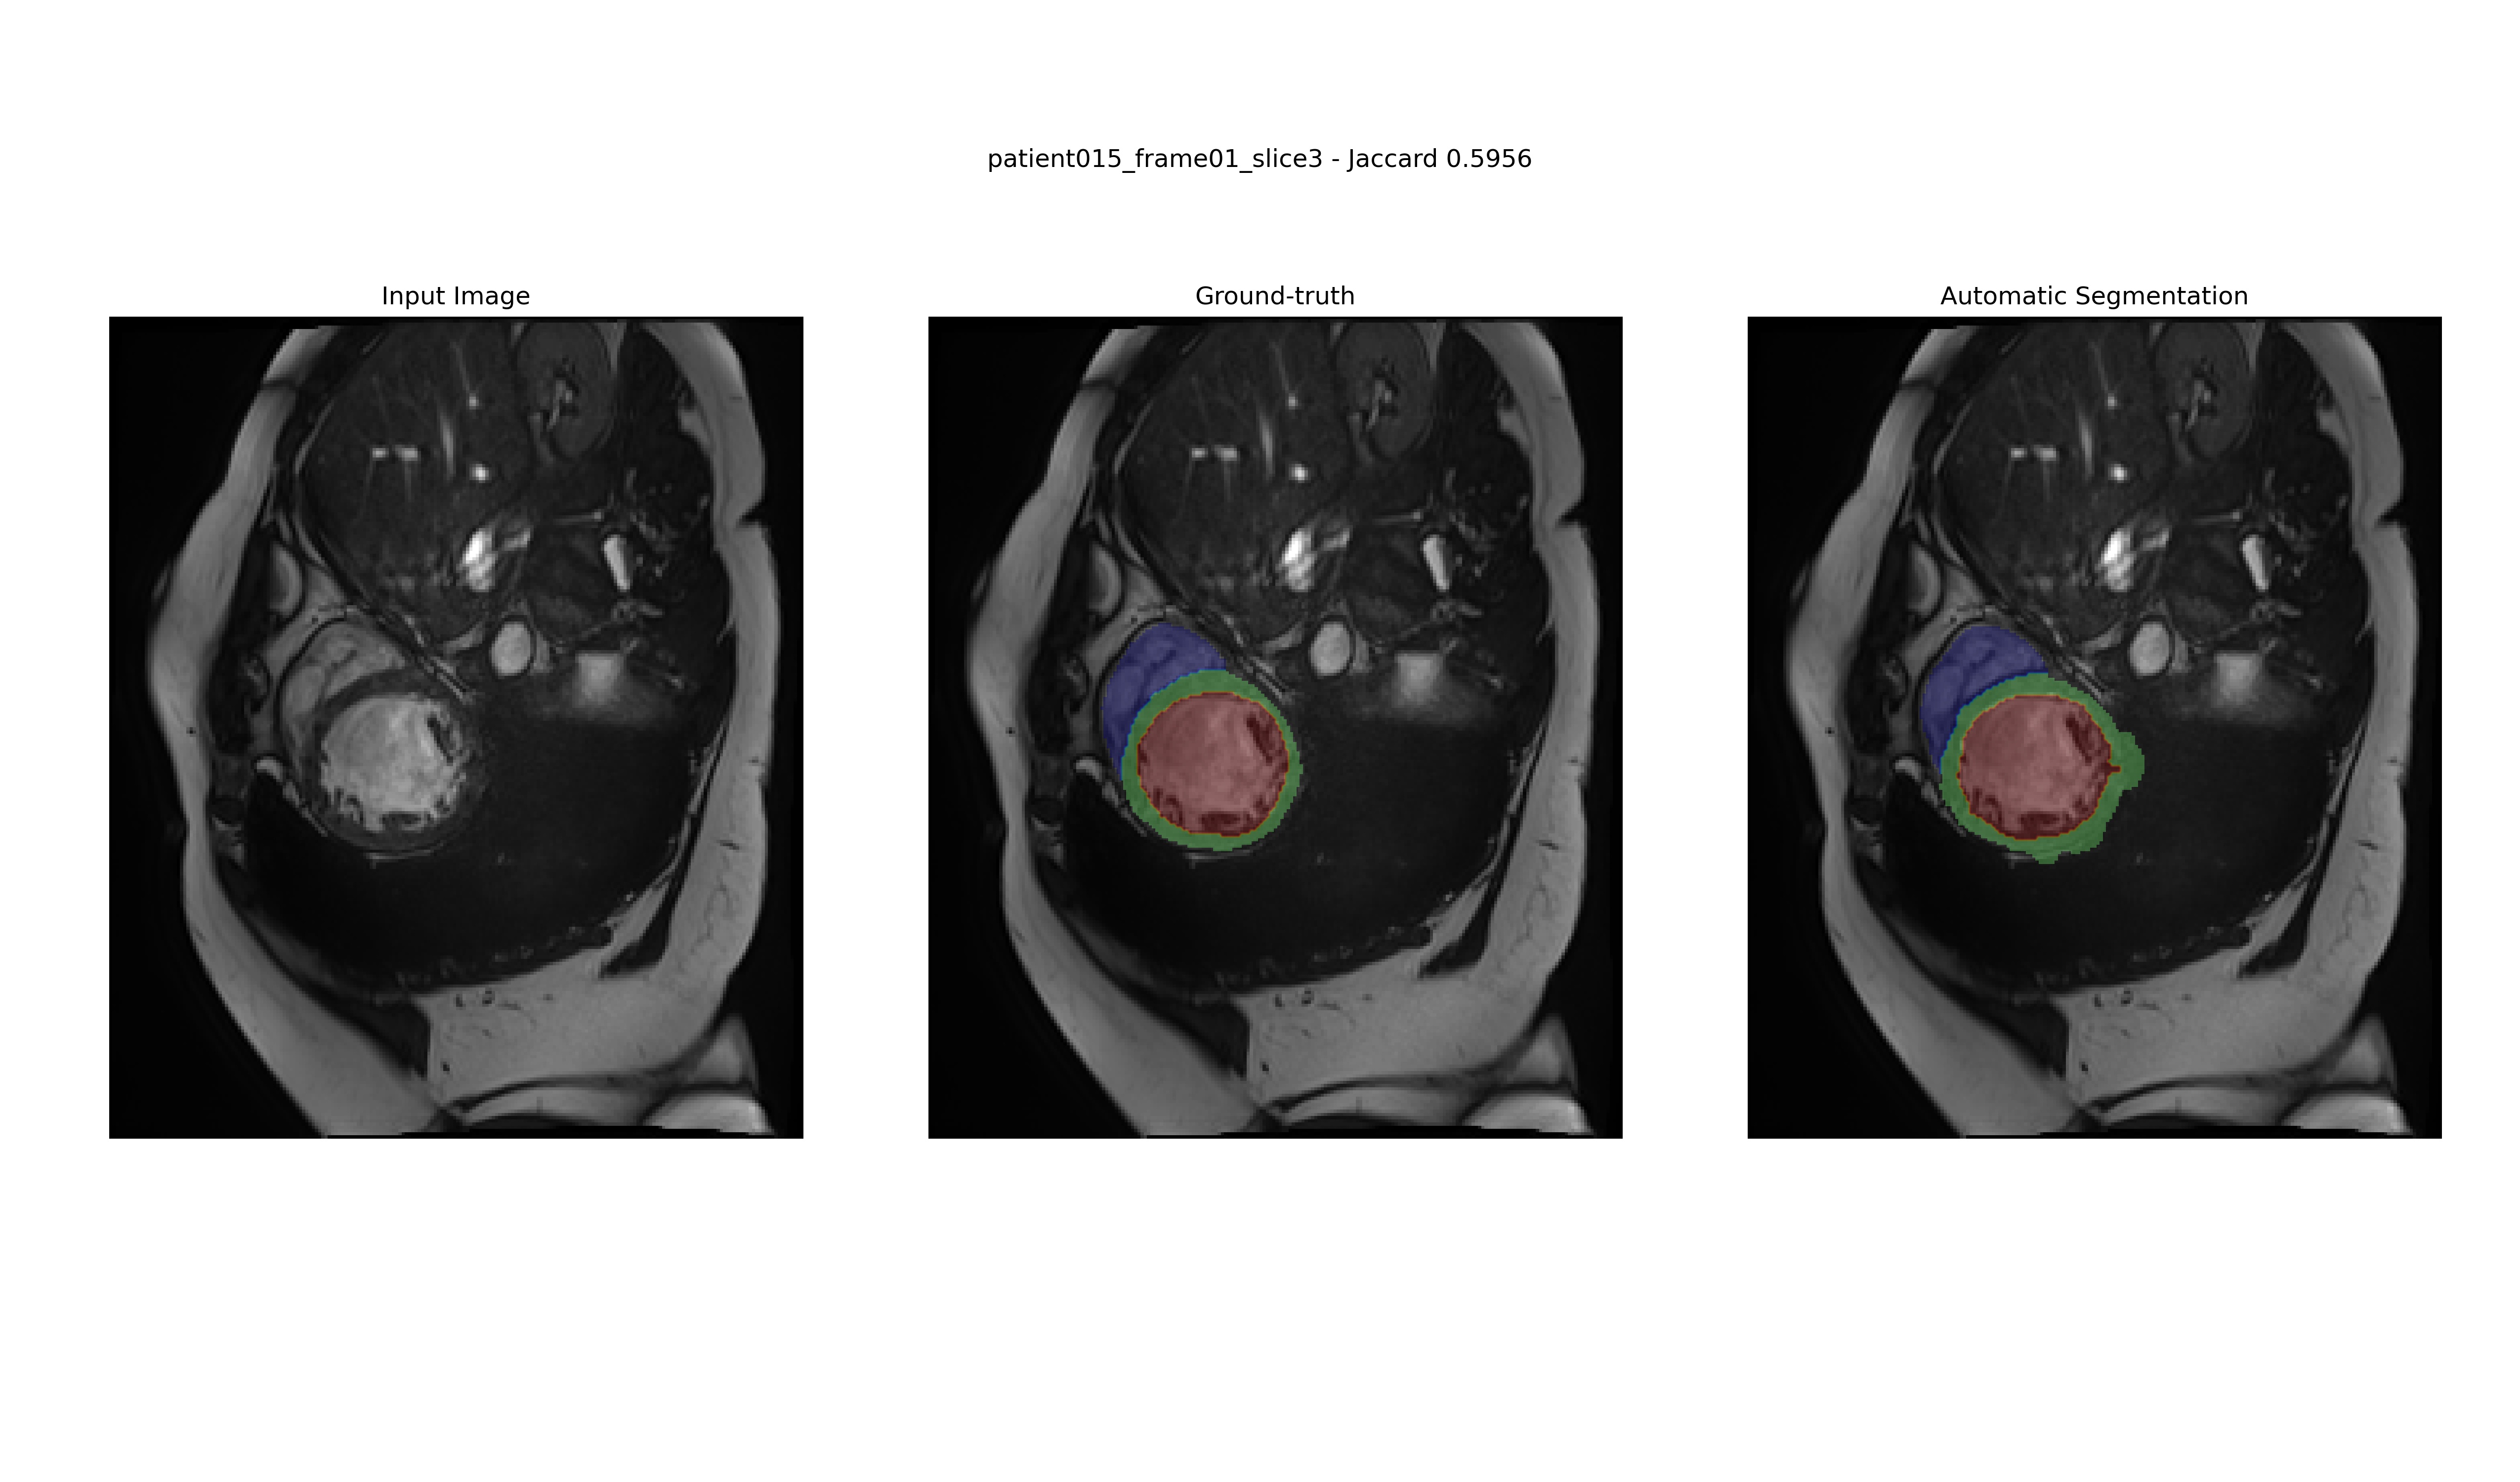 patient015_frame01_slice3 - Jaccard 0.5956
Input Image
Ground-truth
Automatic Segmentation